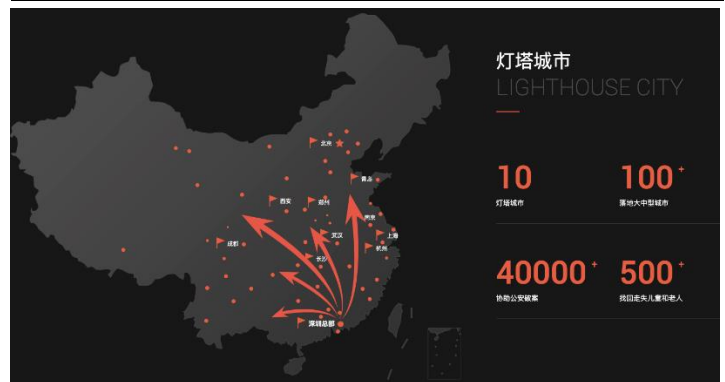 灯塔城市
LIGHTHOUSE CITY
10
灯塔城市
100+
落地大中型城市
40000+
协助公安破案
500+
找回走失儿童和老人
北京
青岛
西安
郑州
南京
上海
武汉
成都
杭州
长沙
深圳总部